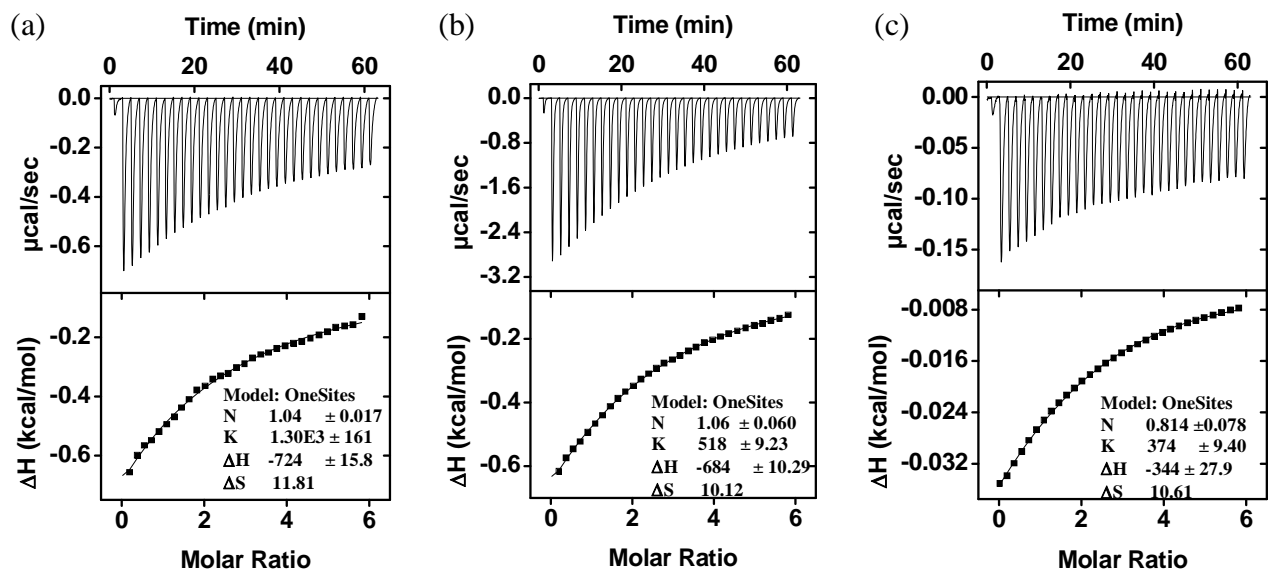 (a)
Time (min)
0 20 40 60
0.0
-0.2
-0.4
-0.6
µcal/sec
-0.2
-0.4
-0.6
ΔH (kcal/mol)
Model: OneSites
N 1.04 ± 0.017
K 1.30E3 ± 161
ΔH -724 ± 15.8
ΔS 11.81
0 2 4 6
Molar Ratio
(b)
Time (min)
0 20 40 60
0.0
-0.8
-1.6
-2.4
-3.2
µcal/sec
-0.2
-0.4
-0.6
ΔH (kcal/mol)
Model: OneSites
N 1.06 ± 0.060
K 518 ± 9.23
ΔH -684 ± 10.29
ΔS 10.12
0 2 4 6
Molar Ratio
(c)
Time (min)
0 20 40 60
0.00
-0.05
-0.10
-0.15
µcal/sec
-0.008
-0.016
-0.024
-0.032
ΔH (kcal/mol)
Model: OneSites
N 0.814 ±0.078
K 374 ± 9.40
ΔH -344 ± 27.9
ΔS 10.61
0 2 4 6
Molar Ratio